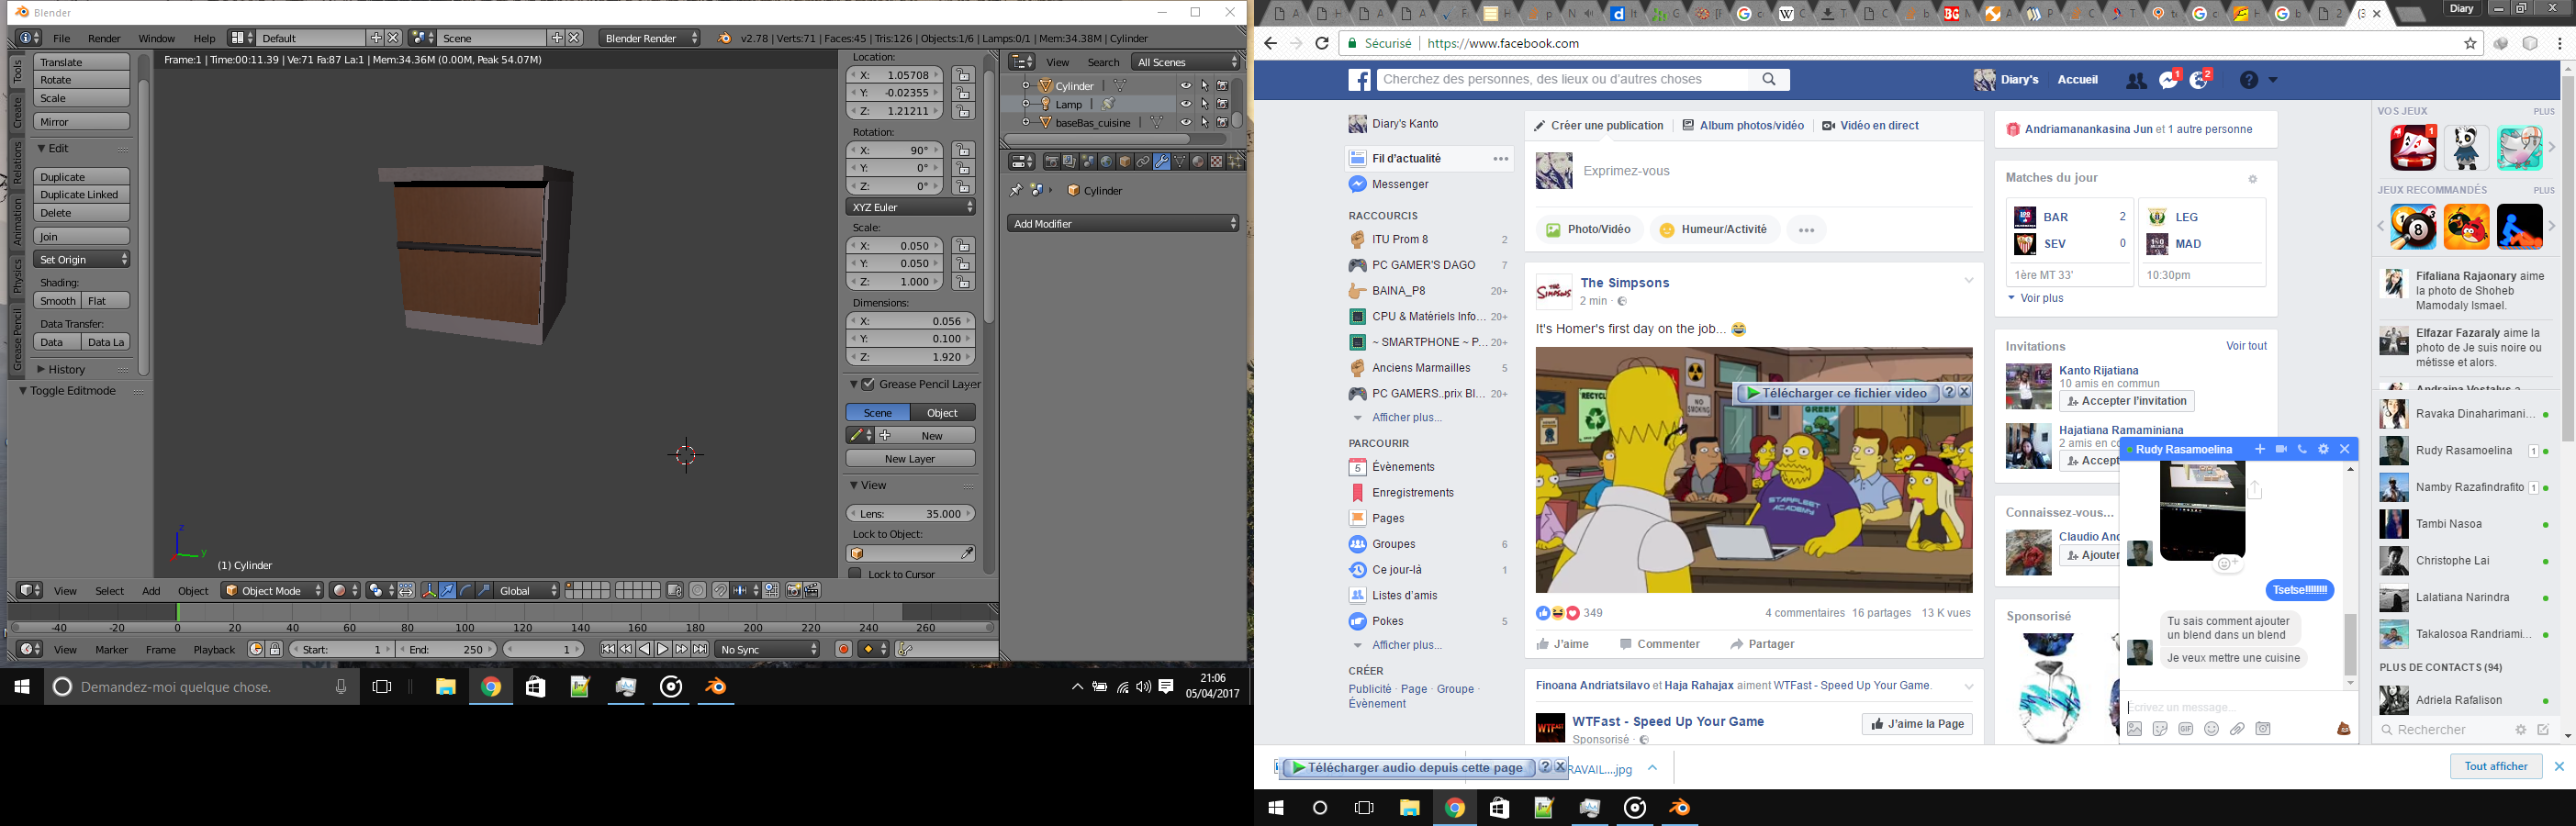 Blender
File Render Window Help Default Scene Blender Render v2.78 | Verts:71 | Faces:45 | Tris:126 | Objects:1/6 | Lamps:0/1 | Mem:34.38M | Cylinder
Frame:1 | Time:00:11.39 | Ve:71 Fa:87 La:1 | Mem:34.36M (0.00M, Peak 54.07M)
Tools
Create
Relations
Animation
Physics
Grease Pencil
Translate
Rotate
Scale
Mirror
Edit
Duplicate
Duplicate Linked
Delete
Join
Set Origin
Shading:
Smooth Flat
Data Transfer:
Data Data La
History
Toggle Editmode
(1) Cylinder
Location:
X: 1.05708
Y: -0.02355
Z: 1.21211
Rotation:
X: 90°
Y: 0°
Z: 0°
XYZ Euler
Scale:
X: 0.050
Y: 0.050
Z: 1.000
Dimensions:
X: 0.056
Y: 0.100
Z: 1.920
Grease Pencil Layer
Scene Object
New
New Layer
View
Lens: 35.000
Lock to Object:
Lock to Cursor
View Search All Scenes
Cylinder
Lamp
baseBas_cuisine
Cylinder
Add Modifier
View Select Add Object Object Mode Global
-40 -20 0 20 40 60 80 100 120 140 160 180 200 220 240 260
View Marker Frame Playback Start: 1 End: 250 1 No Sync
Demandez-moi quelque chose.
21:06
05/04/2017
Diary
Sécurisé https://www.facebook.com
Cherchez des personnes, des lieux ou d'autres choses
Diary's Accueil 1 2
Diary's Kanto
Fil d'actualité
Messenger
RACCOURCIS
ITU Prom 8 2
PC GAMER'S DAGO 7
BAINA_P8 20+
CPU & Matériels Info... 20+
~ SMARTPHONE ~ P... 20+
Anciens Marmailles 5
PC GAMERS..prix BI... 20+
Afficher plus...
PARCOURIR
Évènements
Enregistrements
Pages
Groupes 6
Ce jour-là 1
Listes d'amis
Pokes 5
Afficher plus...
CRÉER
Publicité · Page · Groupe ·
Évènement
Créer une publication Album photos/vidéo Vidéo en direct
Exprimez-vous
Photo/Vidéo Humeur/Activité
The Simpsons
2 min
It's Homer's first day on the job...
Télécharger ce fichier video
RECYCL
NO SMOKING
GREEN
STARFLEET ACADEMY
349
4 commentaires 16 partages 13 K vues
J'aime Commenter Partager
Finoana Andriatsilavo et Haja Rahajax aiment WTFast - Speed Up Your Game.
WTFAST
WTFast - Speed Up Your Game
Sponsorisé
J'aime la Page
Andriamanankasina Jun et 1 autre personne
Matches du jour
BAR 2
SEV 0
1ère MT 33'
LEG
MAD
10:30pm
Voir plus
Invitations Voir tout
Kanto Rijatiana
10 amis en commun
Accepter l'invitation
Hajatiana Ramaminiana
2 amis en co
Accept
Connaissez-vous...
Claudio And
Ajouter
Sponsorisé
VOS JEUX PLUS
JEUX RECOMMANDÉS PLUS
Fifaliana Rajaonary aime
la photo de Shoheb
Mamodaly Ismael.
Elfazar Fazaraly aime la
photo de Je suis noire ou
métisse et alors.
Ravaka Dinaharimani...
Rudy Rasamoelina 1
Namby Razafindrafito 1
Tambi Nasoa
Christophe Lai
Lalatiana Narindra
Takalosoa Randriami...
PLUS DE CONTACTS (94)
Adriela Rafalison
Rechercher
Rudy Rasamoelina
Tsetse!!!!!!!!!
Tu sais comment ajouter
un blend dans un blend
Je veux mettre une cuisine
Écrivez un message...
Télécharger audio depuis cette page
RAVAIL....jpg
Tout afficher